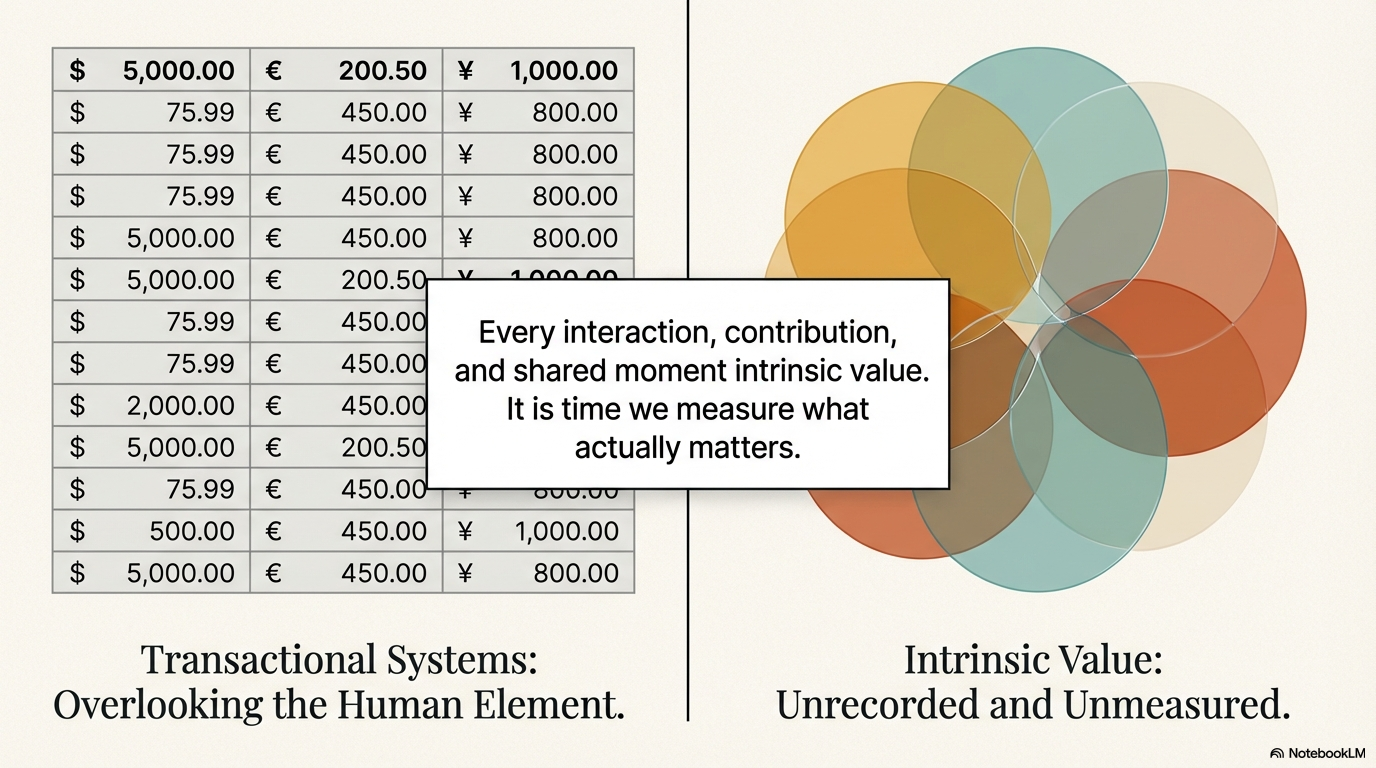 $ 5,000.00 € 200.50 ¥ 1,000.00
$ 75.99 € 450.00 ¥ 800.00
$ 75.99 € 450.00 ¥ 800.00
$ 75.99 € 450.00 ¥ 800.00
$ 5,000.00 € 450.00 ¥ 800.00
$ 5,000.00 € 200.50 ¥ 1,000.00
$ 75.99 € 450.00
$ 75.99 € 450.00
$ 2,000.00 € 450.00
$ 5,000.00 € 200.50
$ 75.99 € 450.00 ¥ 800.00
$ 500.00 € 450.00 ¥ 1,000.00
$ 5,000.00 € 450.00 ¥ 800.00
Every interaction, contribution,
and shared moment intrinsic value.
It is time we measure what
actually matters.
Transactional Systems:
Overlooking the Human Element.
Intrinsic Value:
Unrecorded and Unmeasured.
NotebookLM